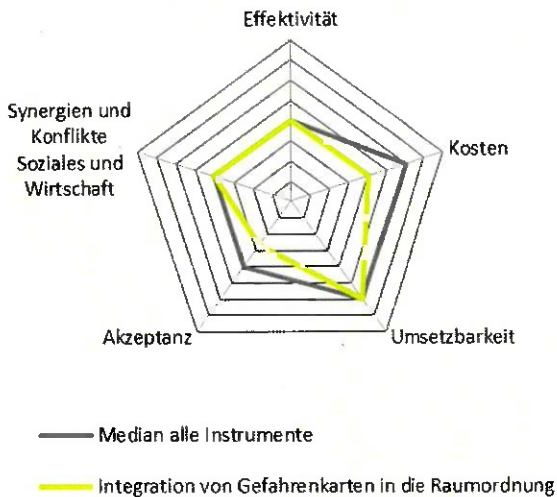 Effektivität
Synergien und
Konflikte
Soziales und
Wirtschaft
Kosten
Akzeptanz
Umsetzbarkeit
Median alle Instrumente
Integration von Gefahrenkarten in die Raumordnung